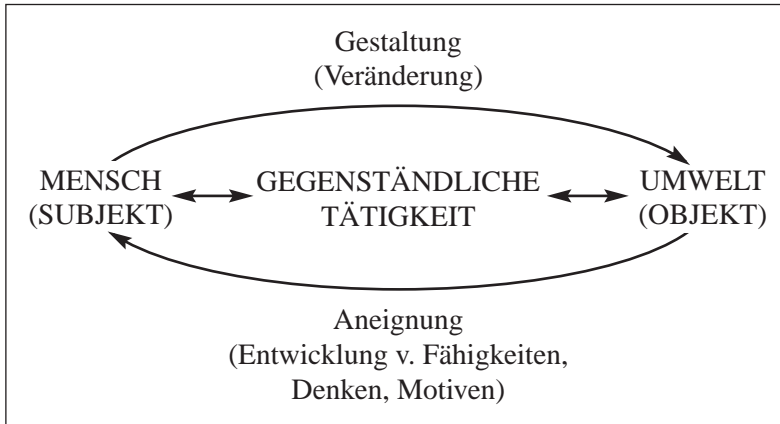 Gestaltung
(Veränderung)
MENSCH
(SUBJEKT)
GEGENSTÄNDLICHE
TÄTIGKEIT
UMWELT
(OBJEKT)
Aneignung
(Entwicklung v. Fähigkeiten,
Denken, Motiven)